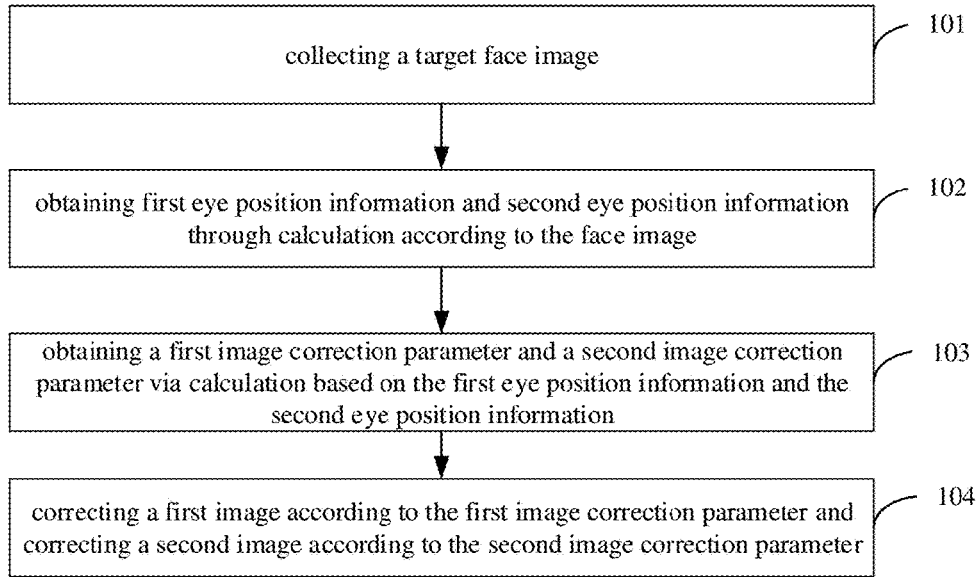 101
collecting a target face image
102
obtaining first eye position information and second eye position information
through calculation according to the face image
103
obtaining a first image correction parameter and a second image correction
parameter via calculation based on the first eye position information and the
second eye position information
104
correcting a first image according to the first image correction parameter and
correcting a second image according to the second image correction parameter